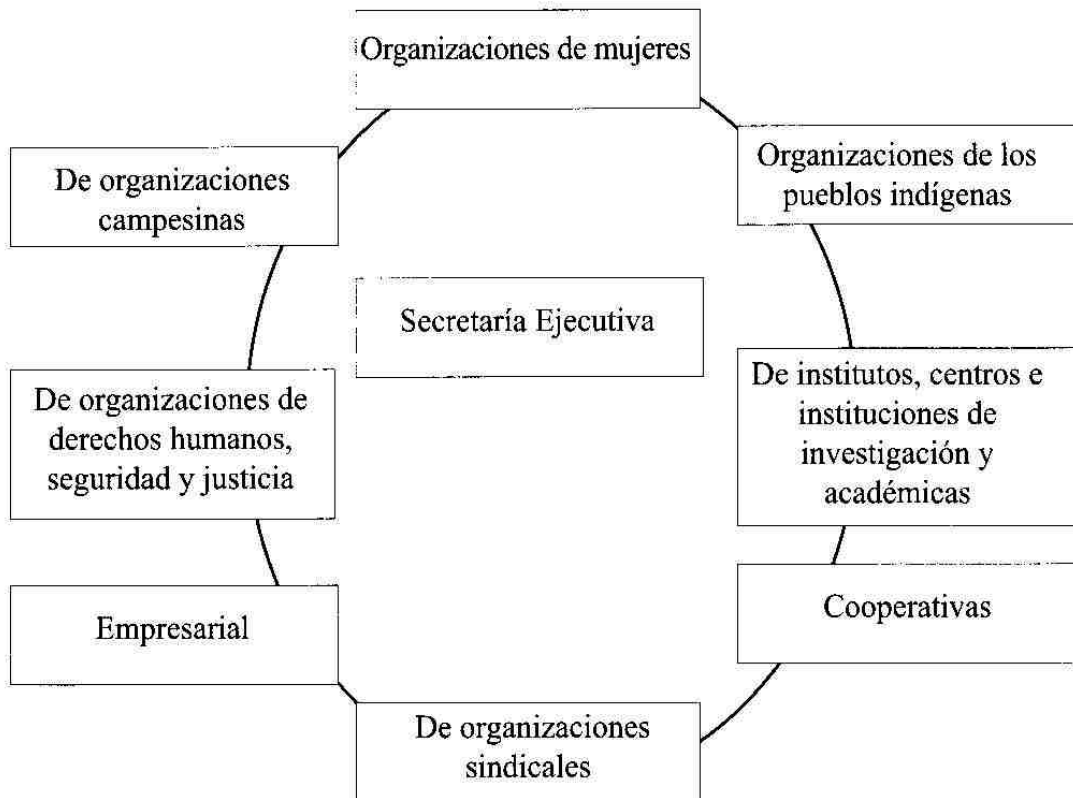 Organizaciones de mujeres
De organizaciones
campesinas
Organizaciones de los
pueblos indígenas
Secretaría Ejecutiva
De organizaciones de
derechos humanos,
seguridad y justicia
De institutos, centros e
instituciones de
investigación y
académicas
Empresarial
Cooperativas
De organizaciones
sindicales